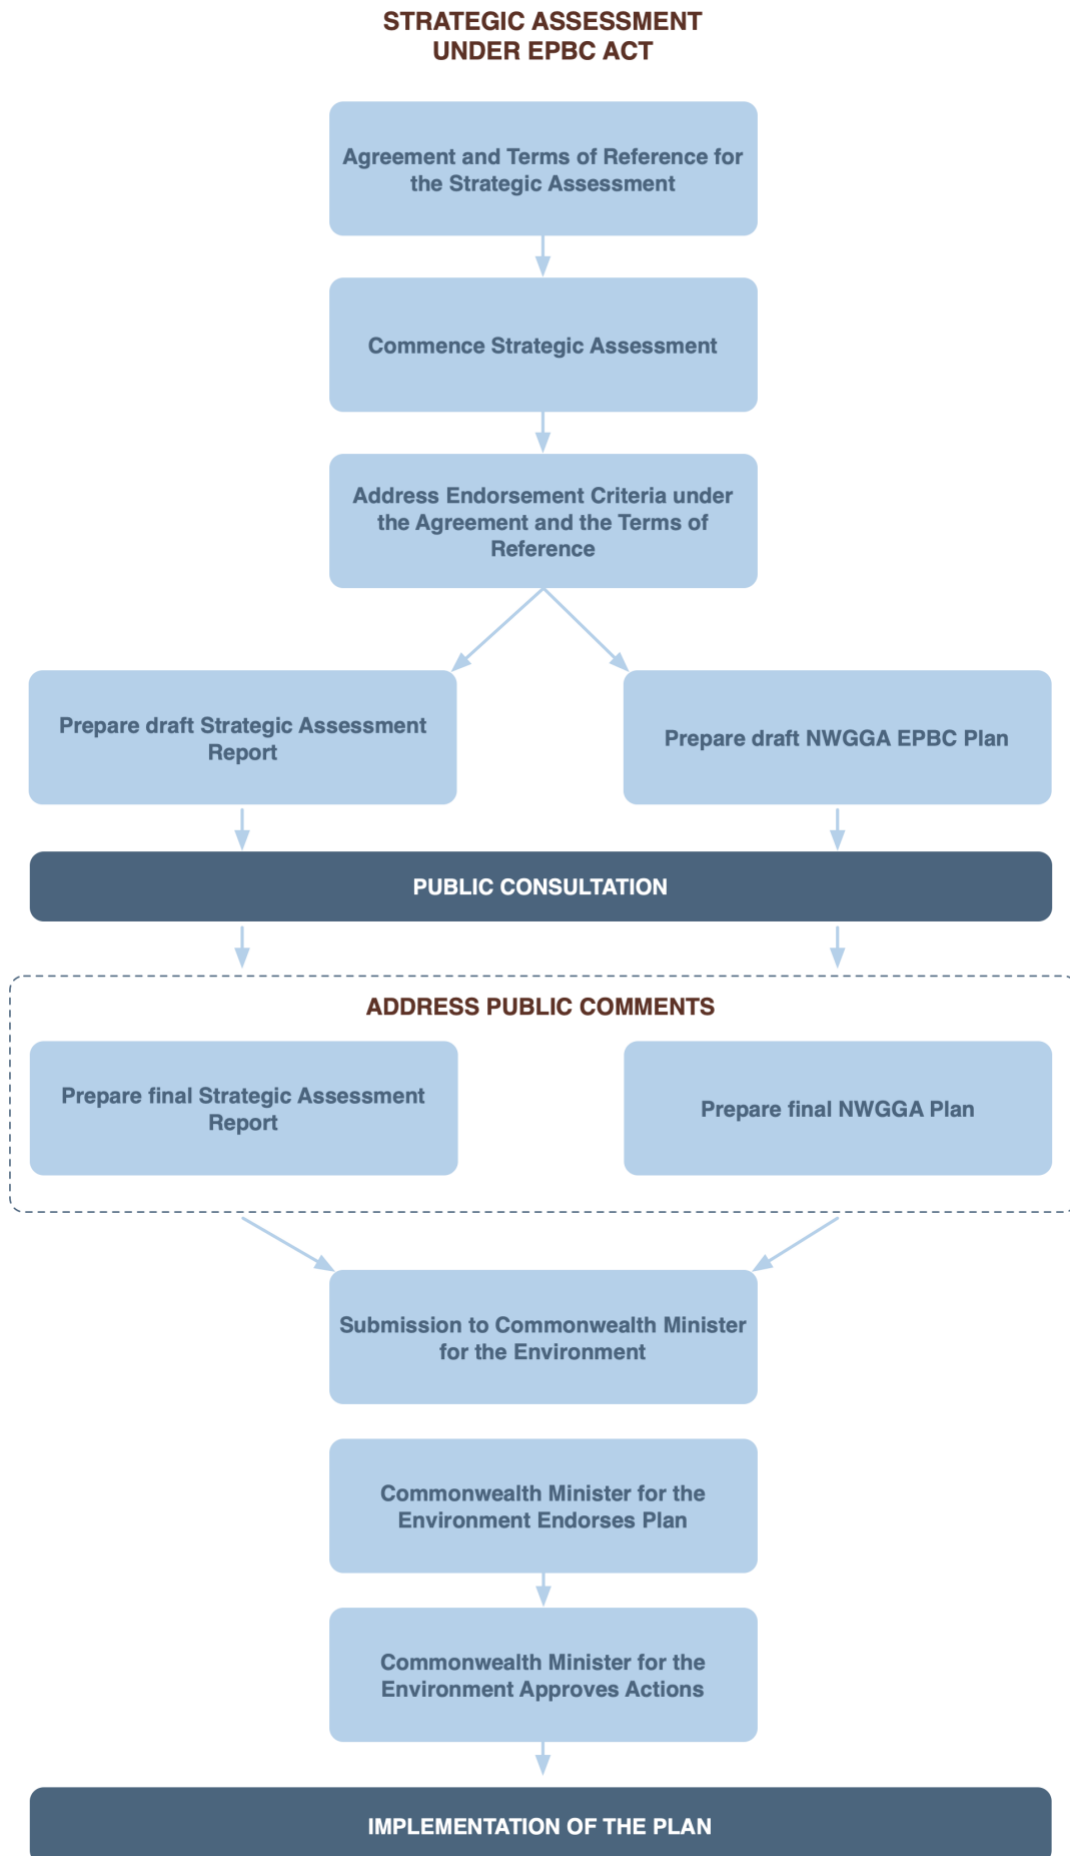 STRATEGIC ASSESSMENT
UNDER EPBC ACT
Agreement and Terms of Reference for
the Strategic Assessment
Commence Strategic Assessment
Address Endorsement Criteria under
the Agreement and the Terms of
Reference
Prepare draft Strategic Assessment
Report
Prepare draft NWGGA EPBC Plan
PUBLIC CONSULTATION
ADDRESS PUBLIC COMMENTS
Prepare final Strategic Assessment
Report
Prepare final NWGGA Plan
Submission to Commonwealth Minister
for the Environment
Commonwealth Minister for the
Environment Endorses Plan
Commonwealth Minister for the
Environment Approves Actions
IMPLEMENTATION OF THE PLAN